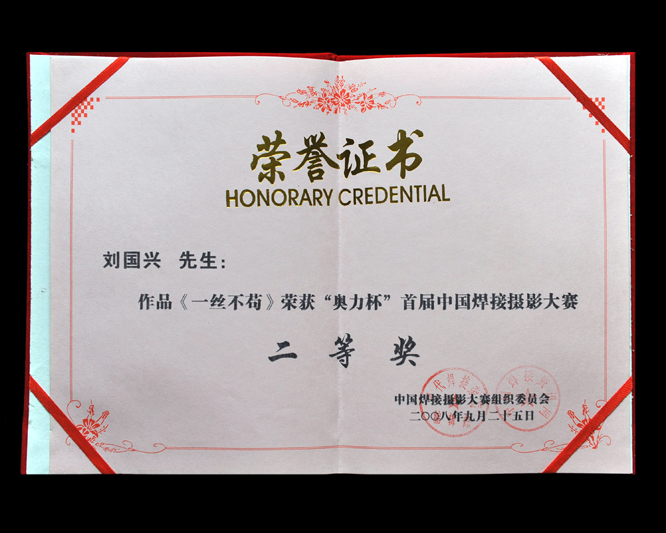 荣誉证书
HONORARY CREDENTIAL
刘国兴 先生：
作品《一丝不苟》荣获“奥力杯”首届中国焊接摄影大赛
二等奖
中国焊接摄影大赛组织委员会
二〇〇八年九月二十五日